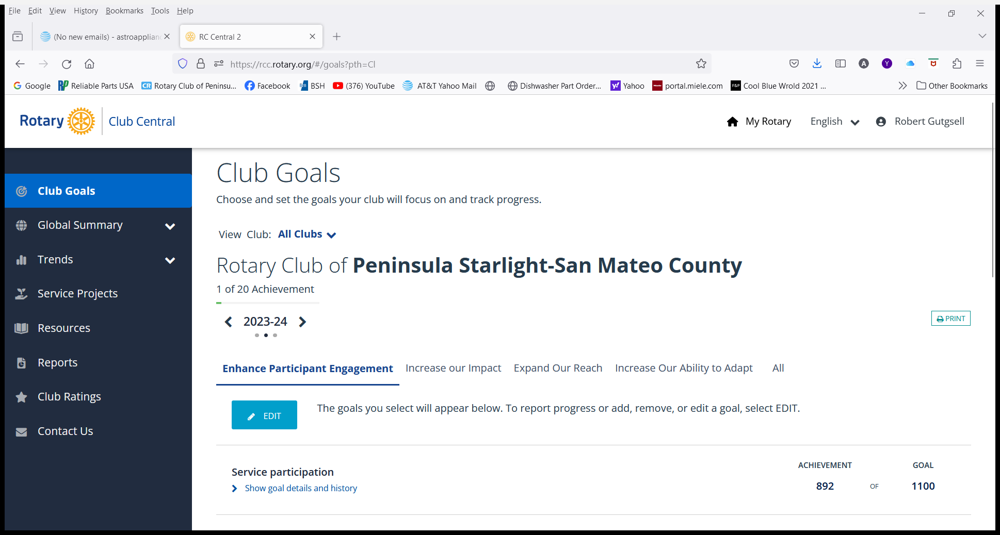 File Edit View History Bookmarks Tools Help
(No new emails) - astroapplianc
RC Central 2
https://rcc.rotary.org/#/goals?pth=Cl
A
Y
Google Reliable Parts USA CR Rotary Club of Peninsu... Facebook B2B BSH (376) YouTube AT&T Yahoo Mail Dishwasher Part Order... y! Yahoo Miele portal.miele.com F&P Cool Blue Wrold 2021 ... Other Bookmarks
Rotary Club Central My Rotary English Robert Gutgsell
Club Goals
Global Summary
Trends
Service Projects
Resources
Reports
Club Ratings
Contact Us
Club Goals
Choose and set the goals your club will focus on and track progress.
View Club: All Clubs
Rotary Club of Peninsula Starlight-San Mateo County
1 of 20 Achievement
2023-24
PRINT
Enhance Participant Engagement Increase our Impact Expand Our Reach Increase Our Ability to Adapt All
EDIT The goals you select will appear below. To report progress or add, remove, or edit a goal, select EDIT.
ACHIEVEMENT GOAL
Service participation
Show goal details and history 892 OF 1100